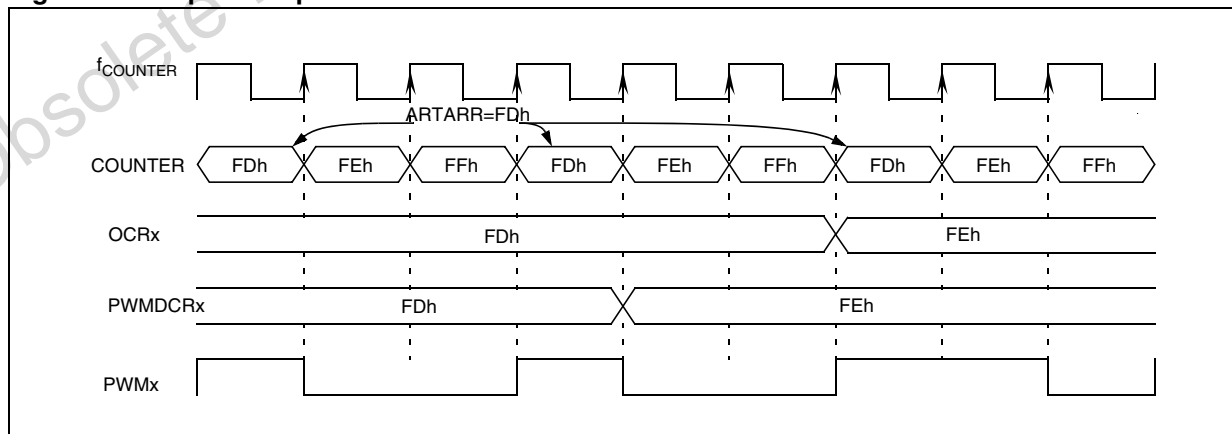 fCOUNTER
ARTARR=FDh
COUNTER FDh FEh FFh FDh FEh FFh FDh FEh FFh
OCRx FDh FEh
PWMDCRx FDh FEh
PWMx